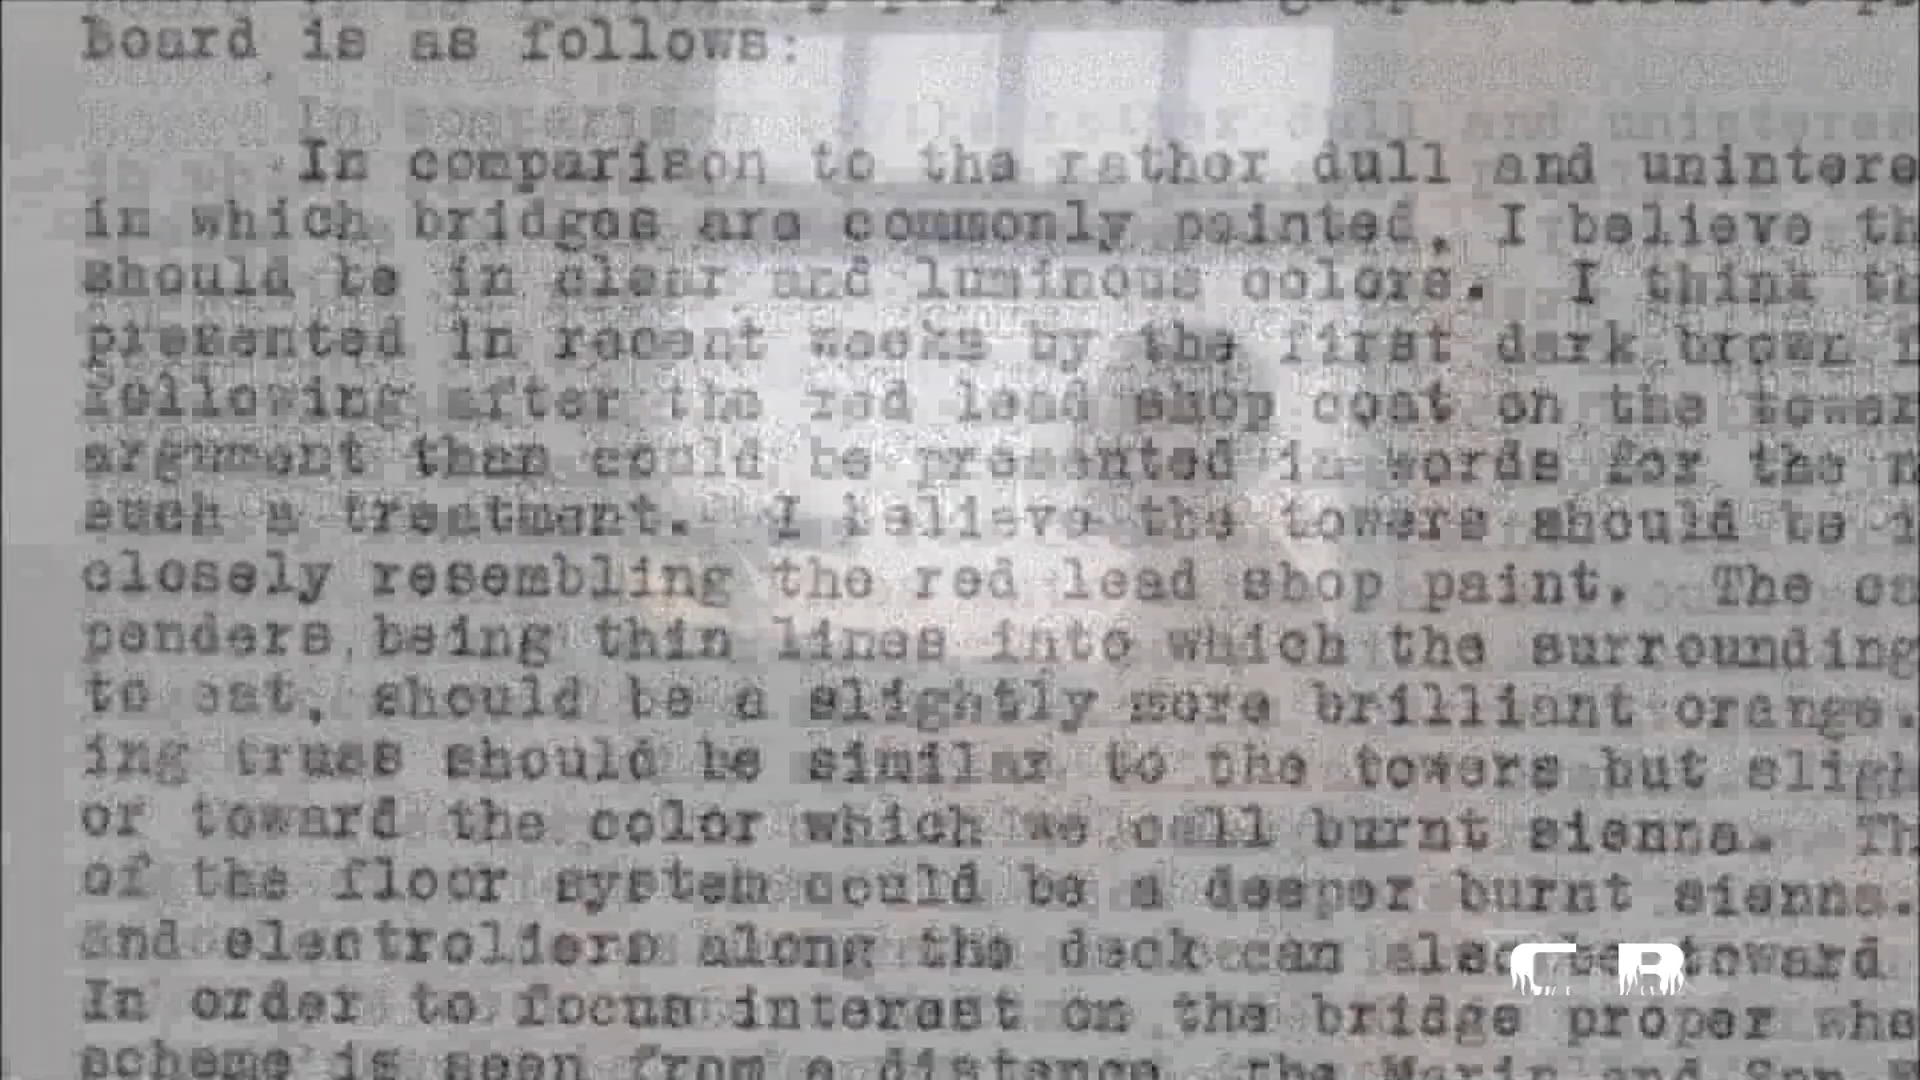 board is as follows:
In comparison to the rather dull and unintere
in which bridges are commonly painted, I believe th
should be in clear and luminous colors. I think th
presented in recent weeks by the first dark brown
following after the red lead shop coat on the tower
argument than could be presented in words for the
such a treatment. I believe the towers should be
closely resembling the red lead shop paint. The ca
penders being thin lines into which the surrounding
to eat, should be a slightly more brilliant orange.
ing truss should be similar to the towers but sligh
or toward the color which we call burnt sienna. Th
of the floor system could be a deeper burnt sienna.
and electroliers along the deck can also be toward
In order to focus interest on the bridge proper whe
scheme is seen from a distance, the Marin and San